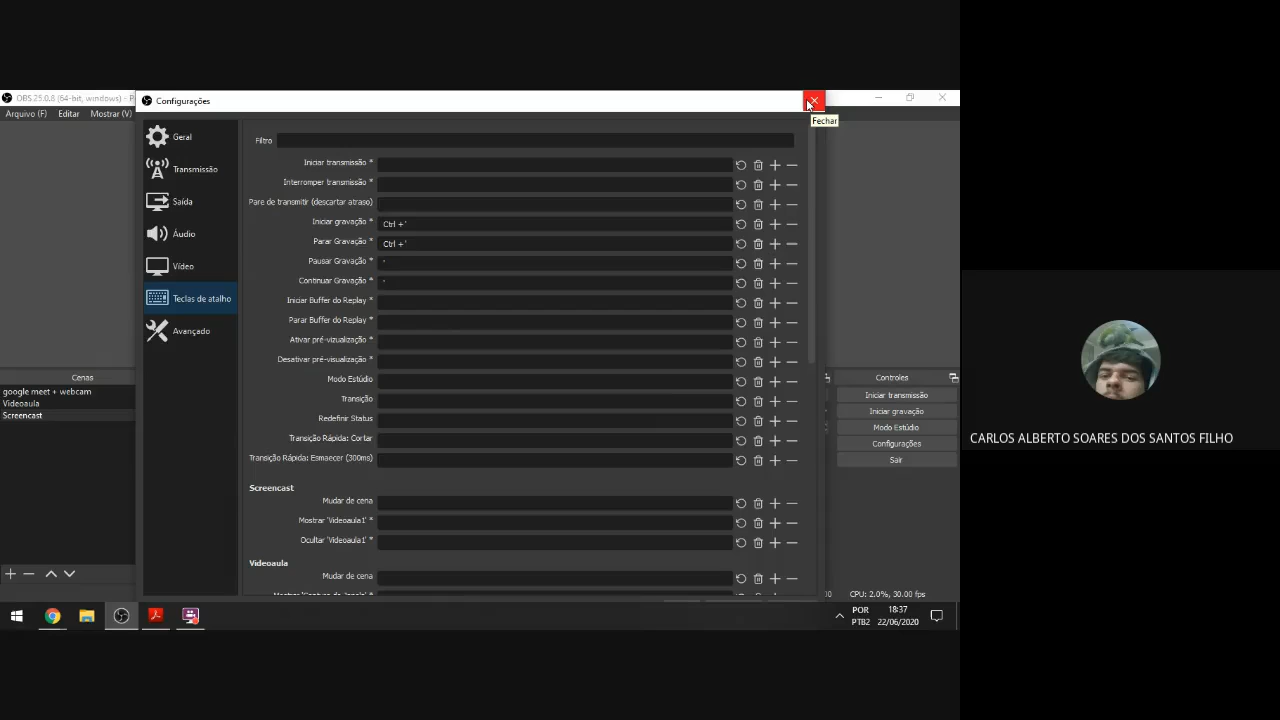 OBS 25.0.8 (64-bit, windows) - P
Configurações
Fechar
Arquivo (F) Editar Mostrar (V)
Geral
Transmissão
Saída
Áudio
Vídeo
Teclas de atalho
Avançado
Filtro
Iniciar transmissão *
Interromper transmissão *
Pare de transmitir (descartar atraso)
Iniciar gravação * Ctrl + '
Parar Gravação * Ctrl + '
Pausar Gravação * '
Continuar Gravação * '
Iniciar Buffer do Replay *
Parar Buffer do Replay *
Ativar pré-vizualização *
Desativar pré-visualização *
Modo Estúdio
Transição
Redefinir Status
Transição Rápida: Cortar
Transição Rápida: Esmaecer (300ms)
Screencast
Mudar de cena
Mostrar 'Videoaula1' *
Ocultar 'Videoaula1' *
Videoaula
Mudar de cena
Cenas
google meet + webcam
Videoaula
Screencast
Controles
Iniciar transmissão
Iniciar gravação
Modo Estúdio
Configurações
Sair
00 CPU: 2.0%, 30.00 fps
POR
PTB2
18:37
22/06/2020
CARLOS ALBERTO SOARES DOS SANTOS FILHO